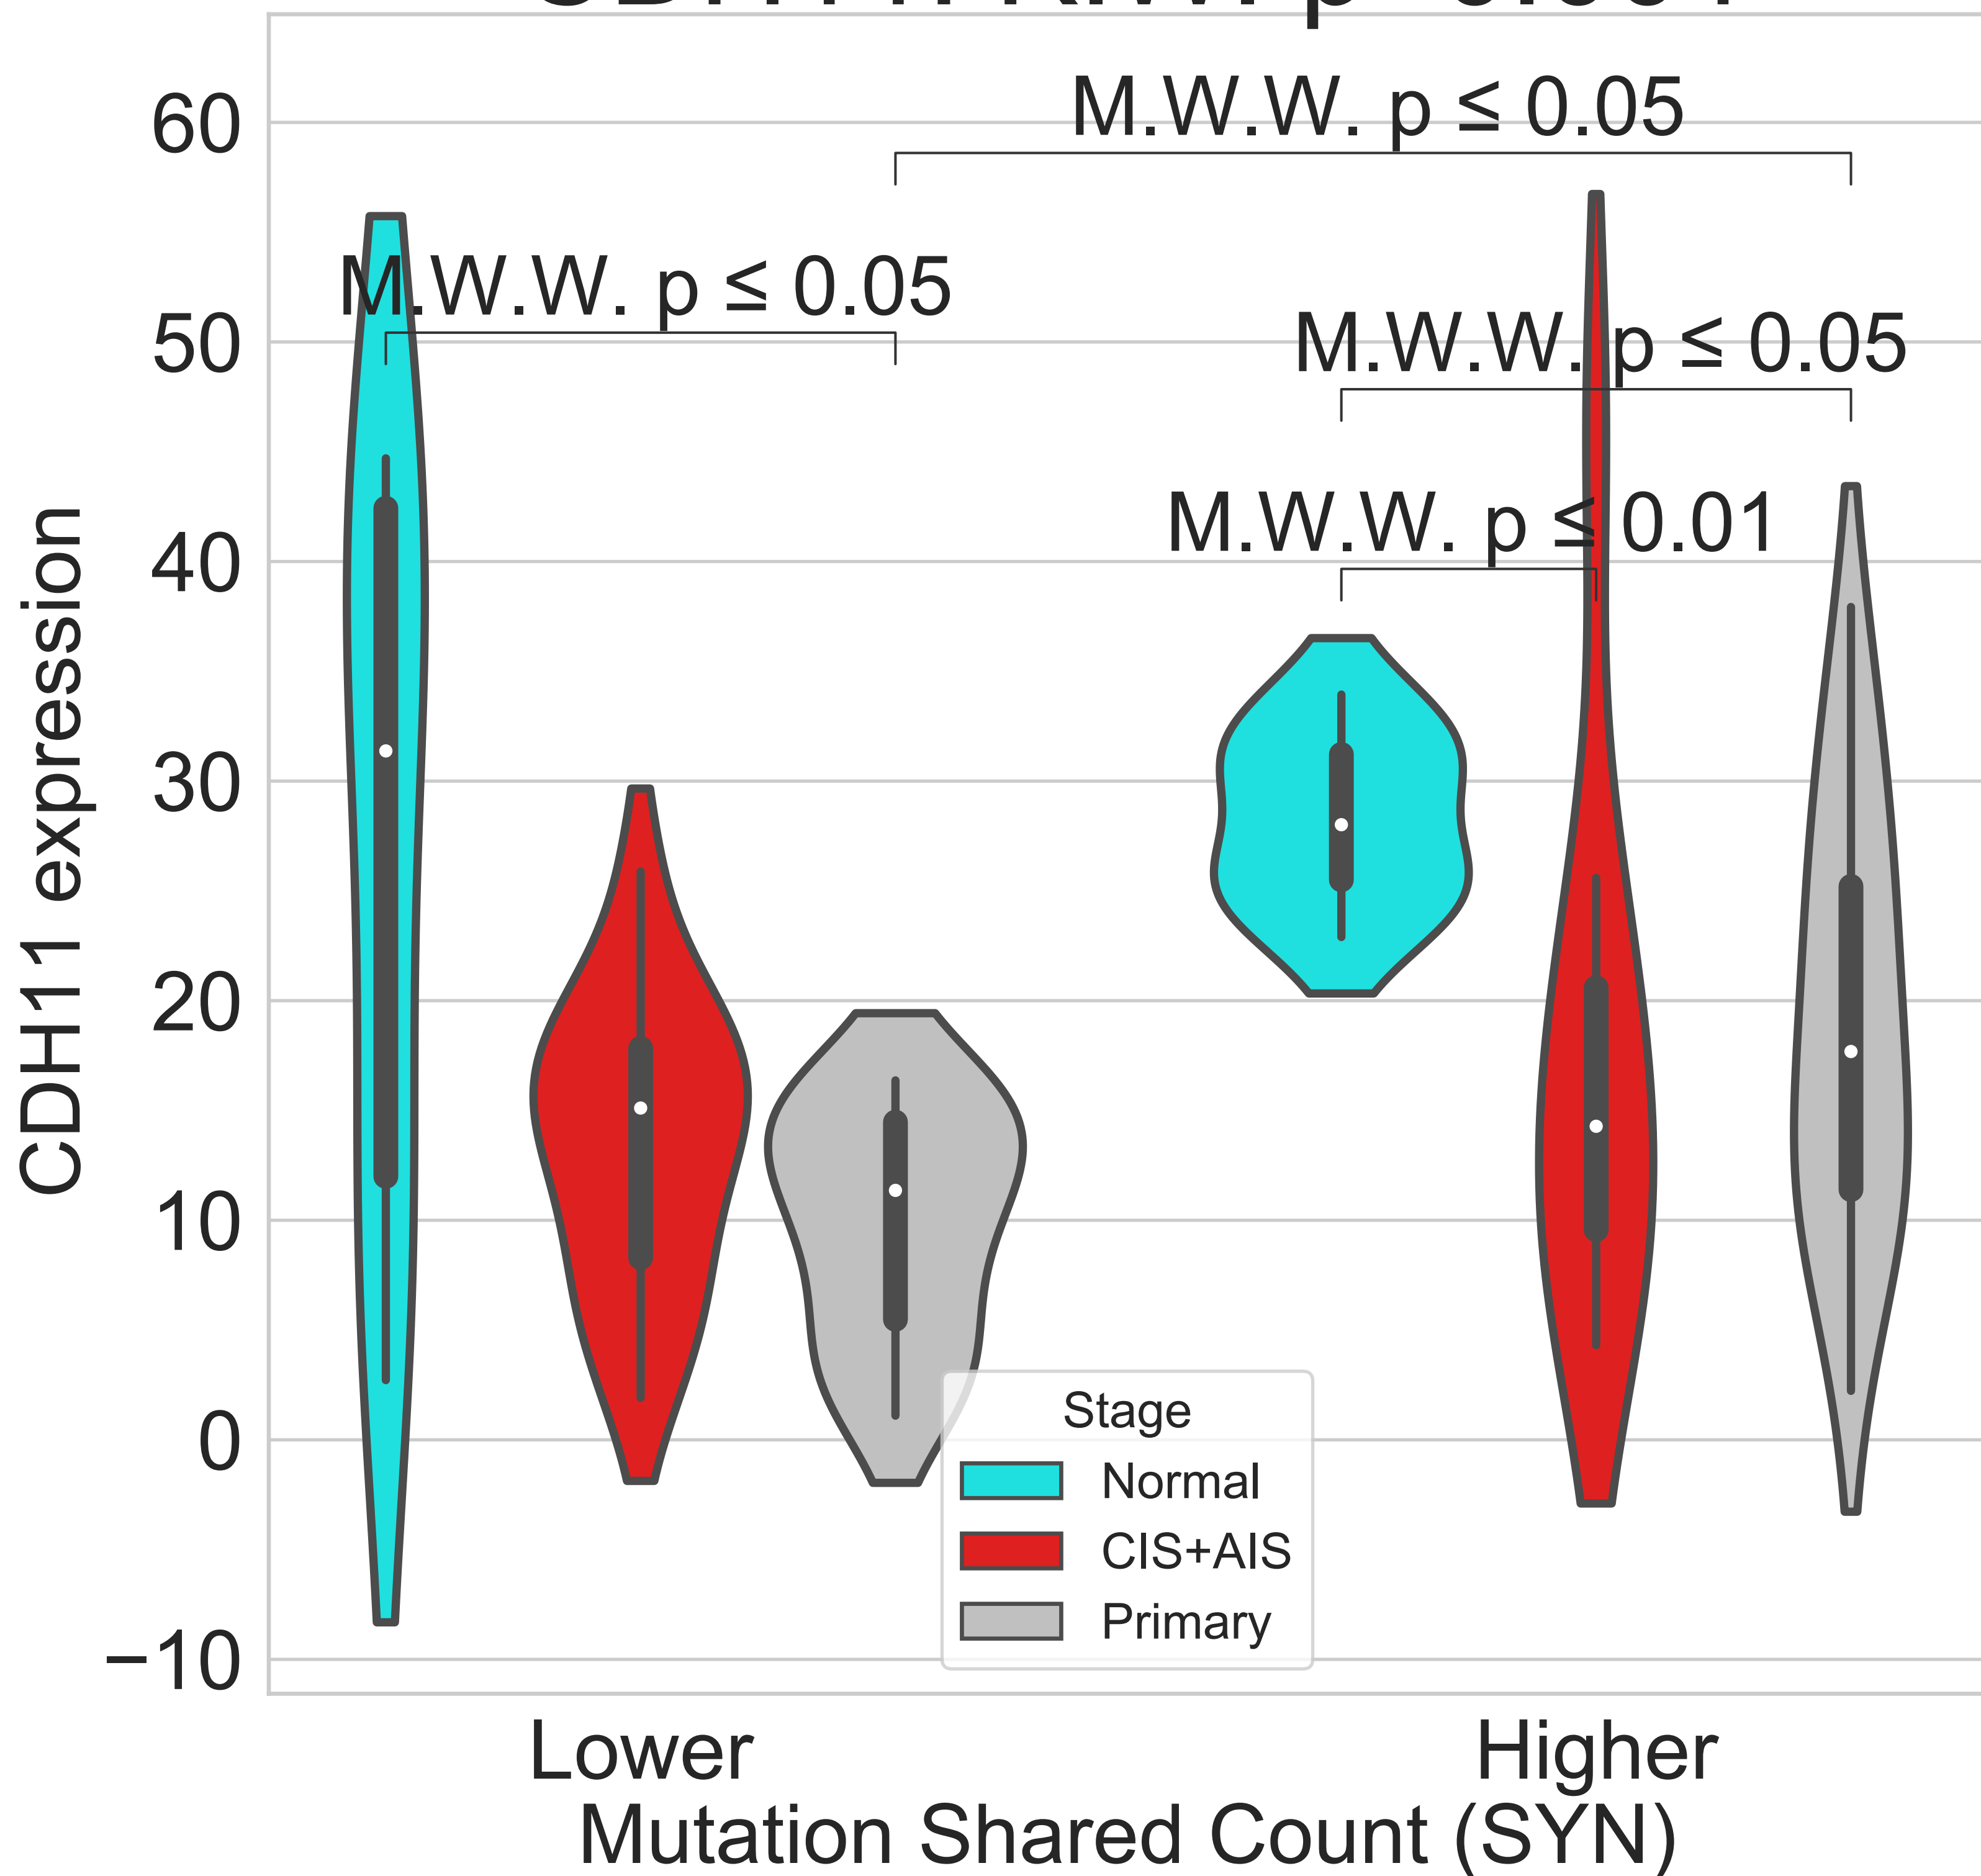 M.W.W. p ≤ 0.05
M.W.W. p ≤ 0.05
M.W.W. p ≤ 0.05
M.W.W. p ≤ 0.01
60
50
40
30
20
10
0
−10
CDH11 expression
Stage
Normal
CIS+AIS
Primary
Lower
Higher
Mutation Shared Count (SYN)